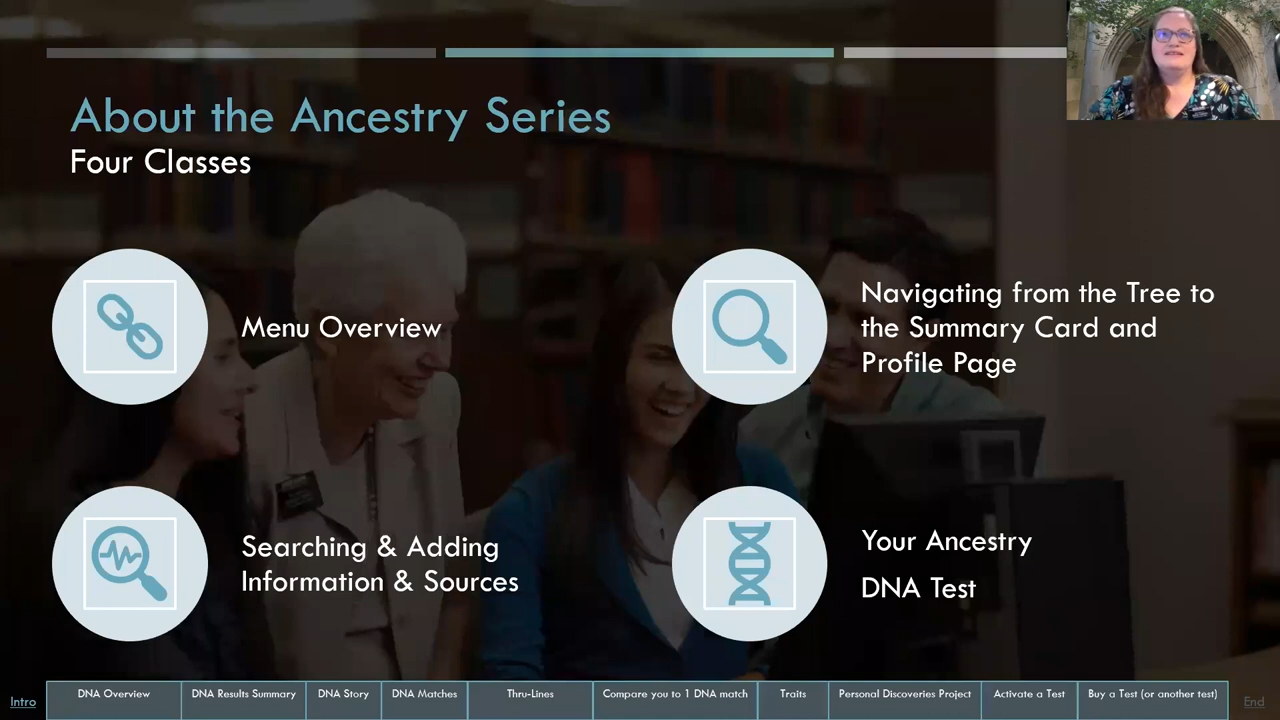 About the Ancestry Series
Four Classes
Menu Overview
Navigating from the Tree to
the Summary Card and
Profile Page
Searching & Adding
Information & Sources
Your Ancestry
DNA Test
Intro
DNA Overview
DNA Results Summary
DNA Story
DNA Matches
Thru-Lines
Compare you to 1 DNA match
Traits
Personal Discoveries Project
Activate a Test
Buy a Test (or another test)
End